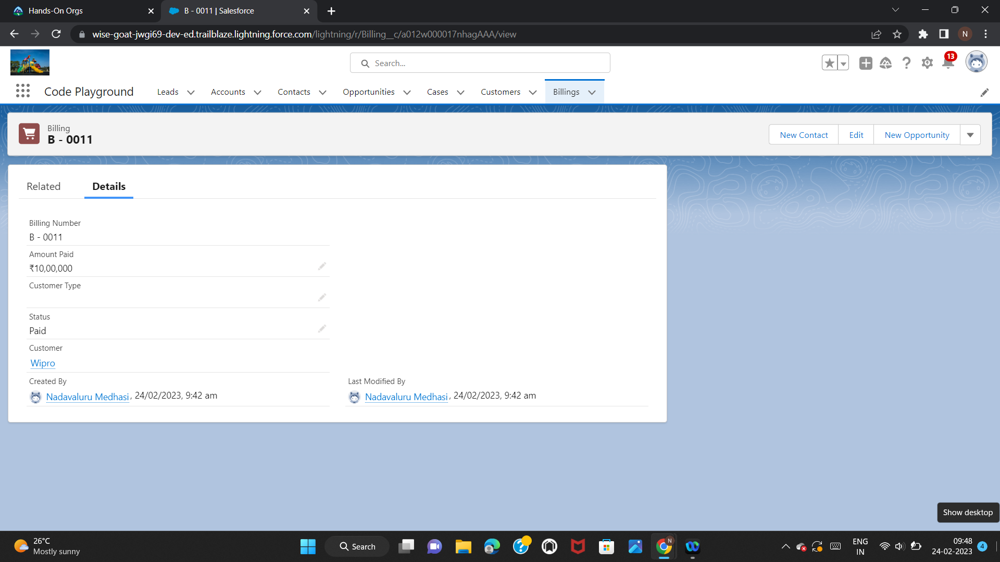 Hands-On Orgs
B - 0011 | Salesforce
wise-goat-jwgi69-dev-ed.trailblaze.lightning.force.com/lightning/r/Billing__c/a012w000017nhagAAA/view
N
Search...
13
Code Playground
Leads
Accounts
Contacts
Opportunities
Cases
Customers
Billings
Billing
B - 0011
New Contact
Edit
New Opportunity
Related
Details
Billing Number
B - 0011
Amount Paid
₹10,00,000
Customer Type
Status
Paid
Customer
Wipro
Created By
Nadavaluru Medhasi, 24/02/2023, 9:42 am
Last Modified By
Nadavaluru Medhasi, 24/02/2023, 9:42 am
Show desktop
26°C
Mostly sunny
Search
N
ENG
IN
09:48
24-02-2023
4